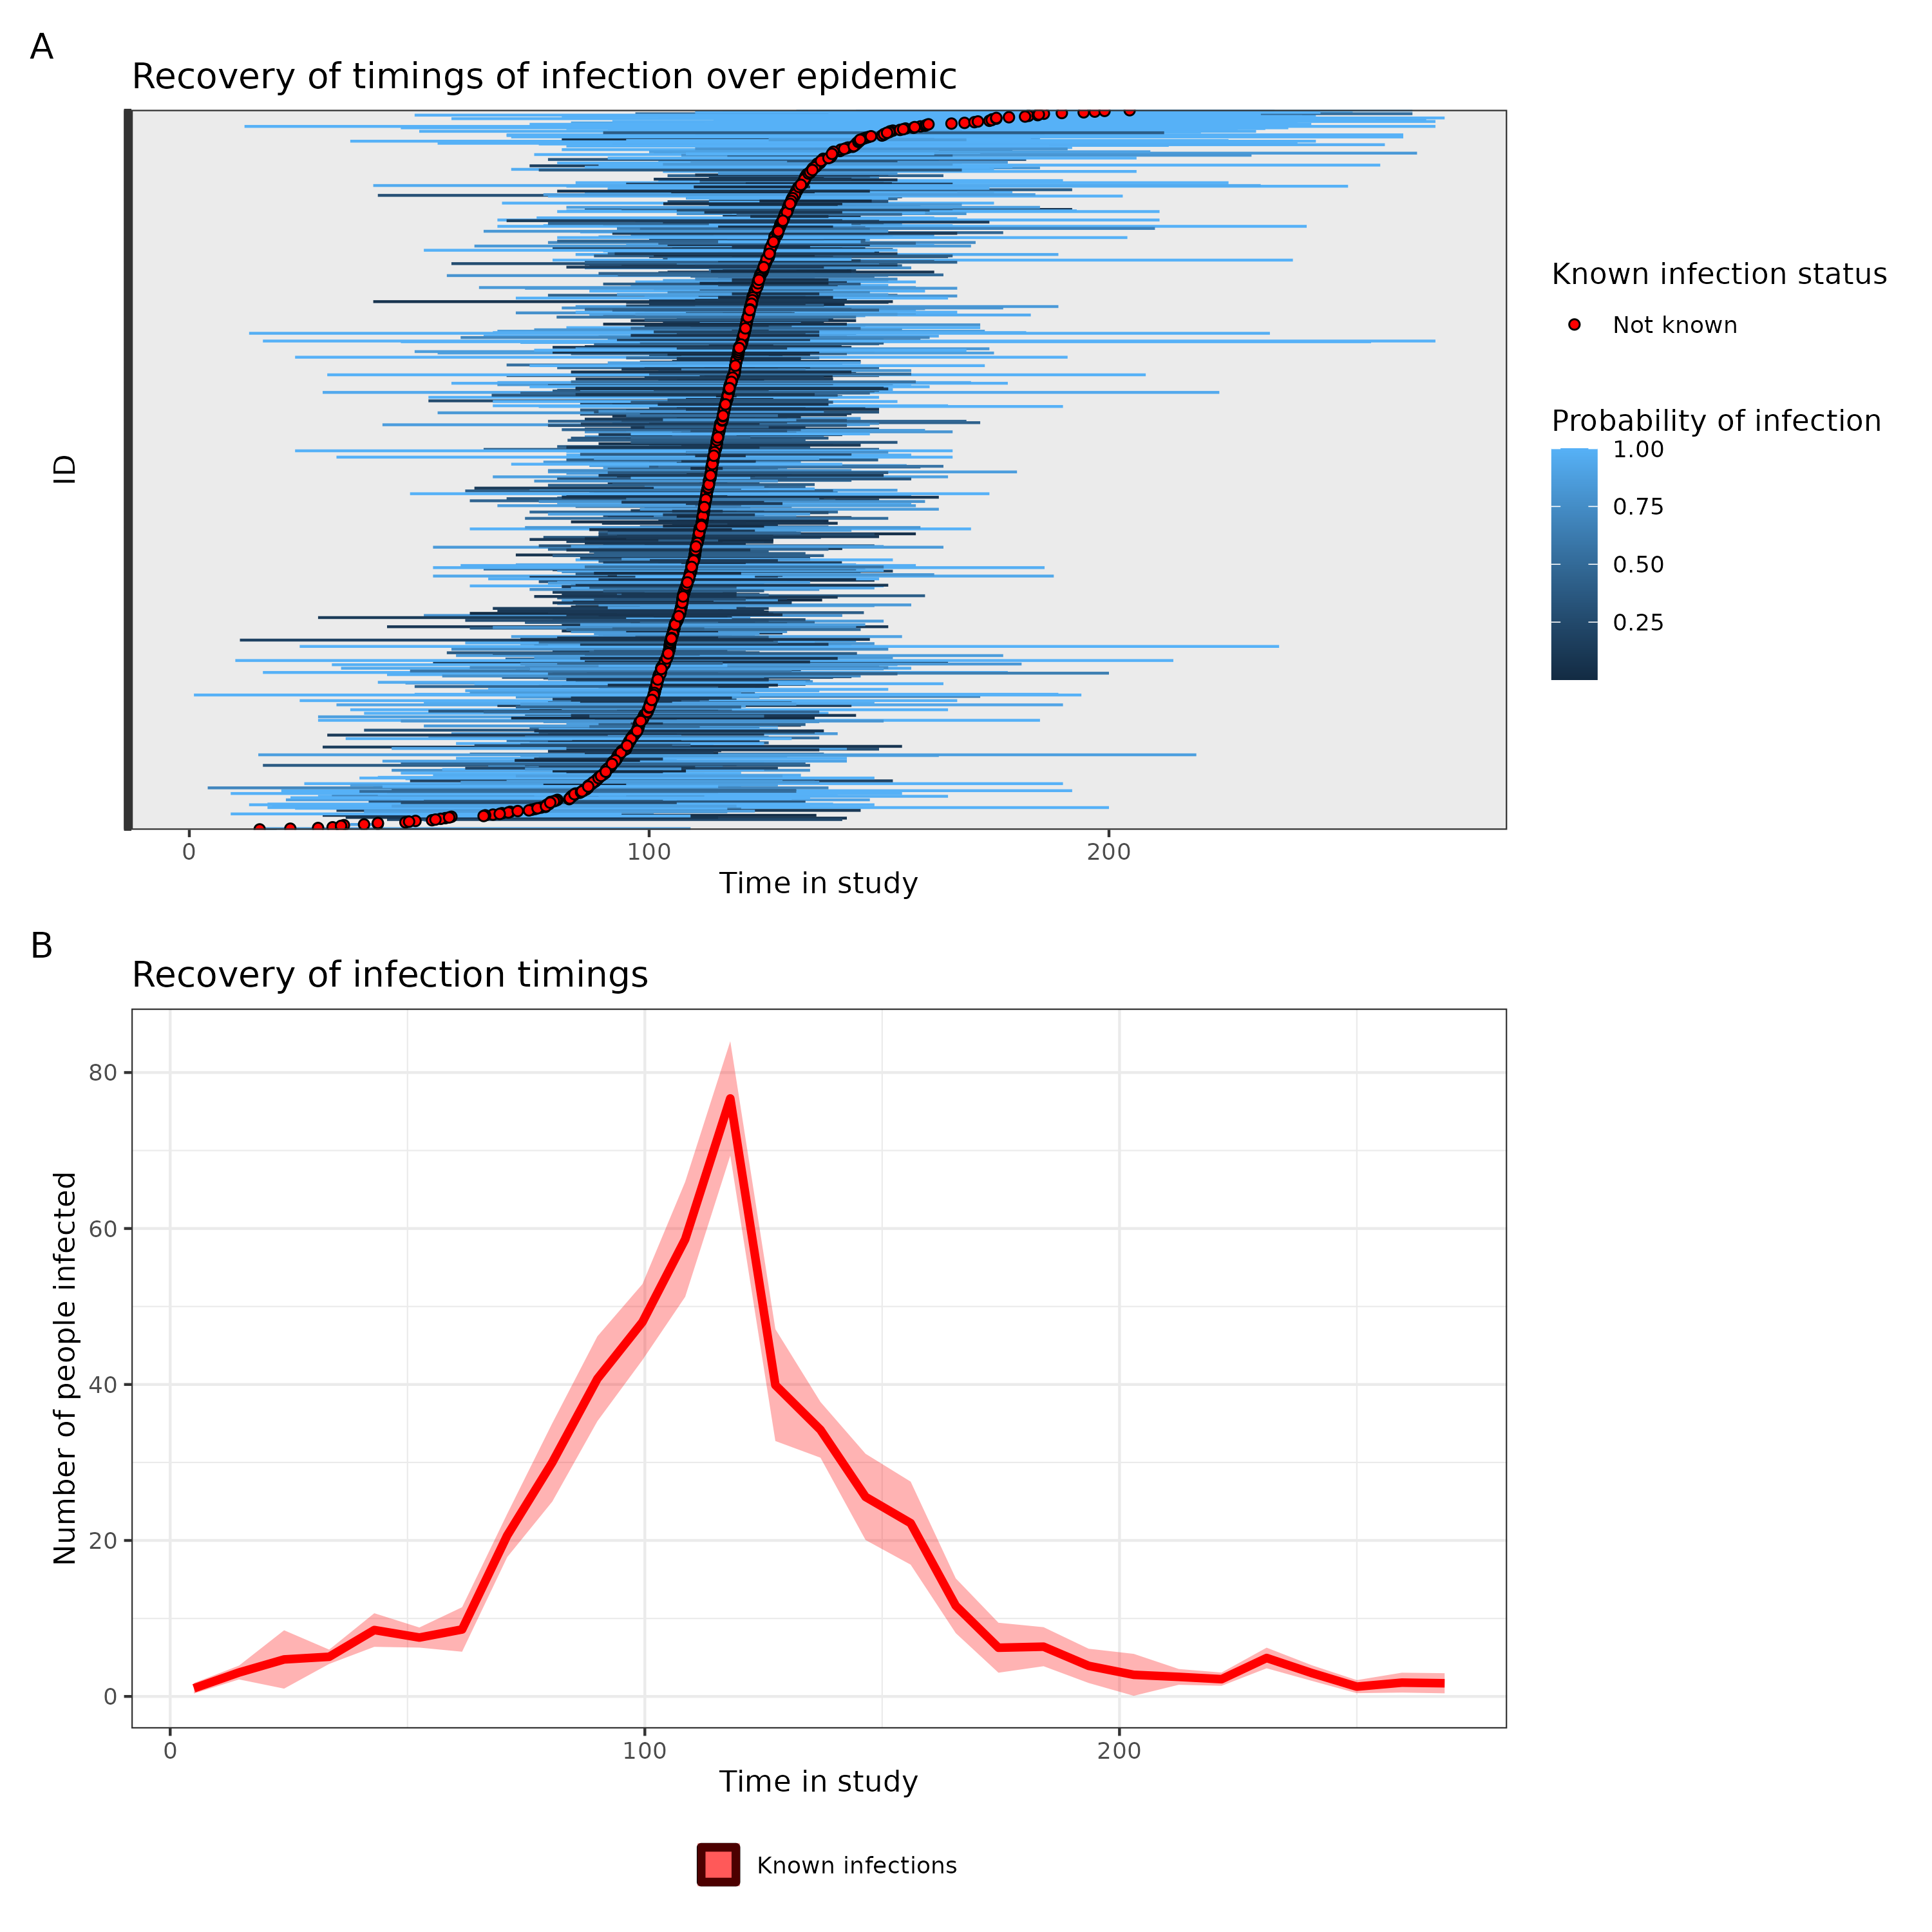 A
Recovery of timings of infection over epidemic
ID
0 100 200
Time in study
Known infection status
Not known
Probability of infection
1.00
0.75
0.50
0.25
B
Recovery of infection timings
Number of people infected
80
60
40
20
0
0 100 200
Time in study
Known infections